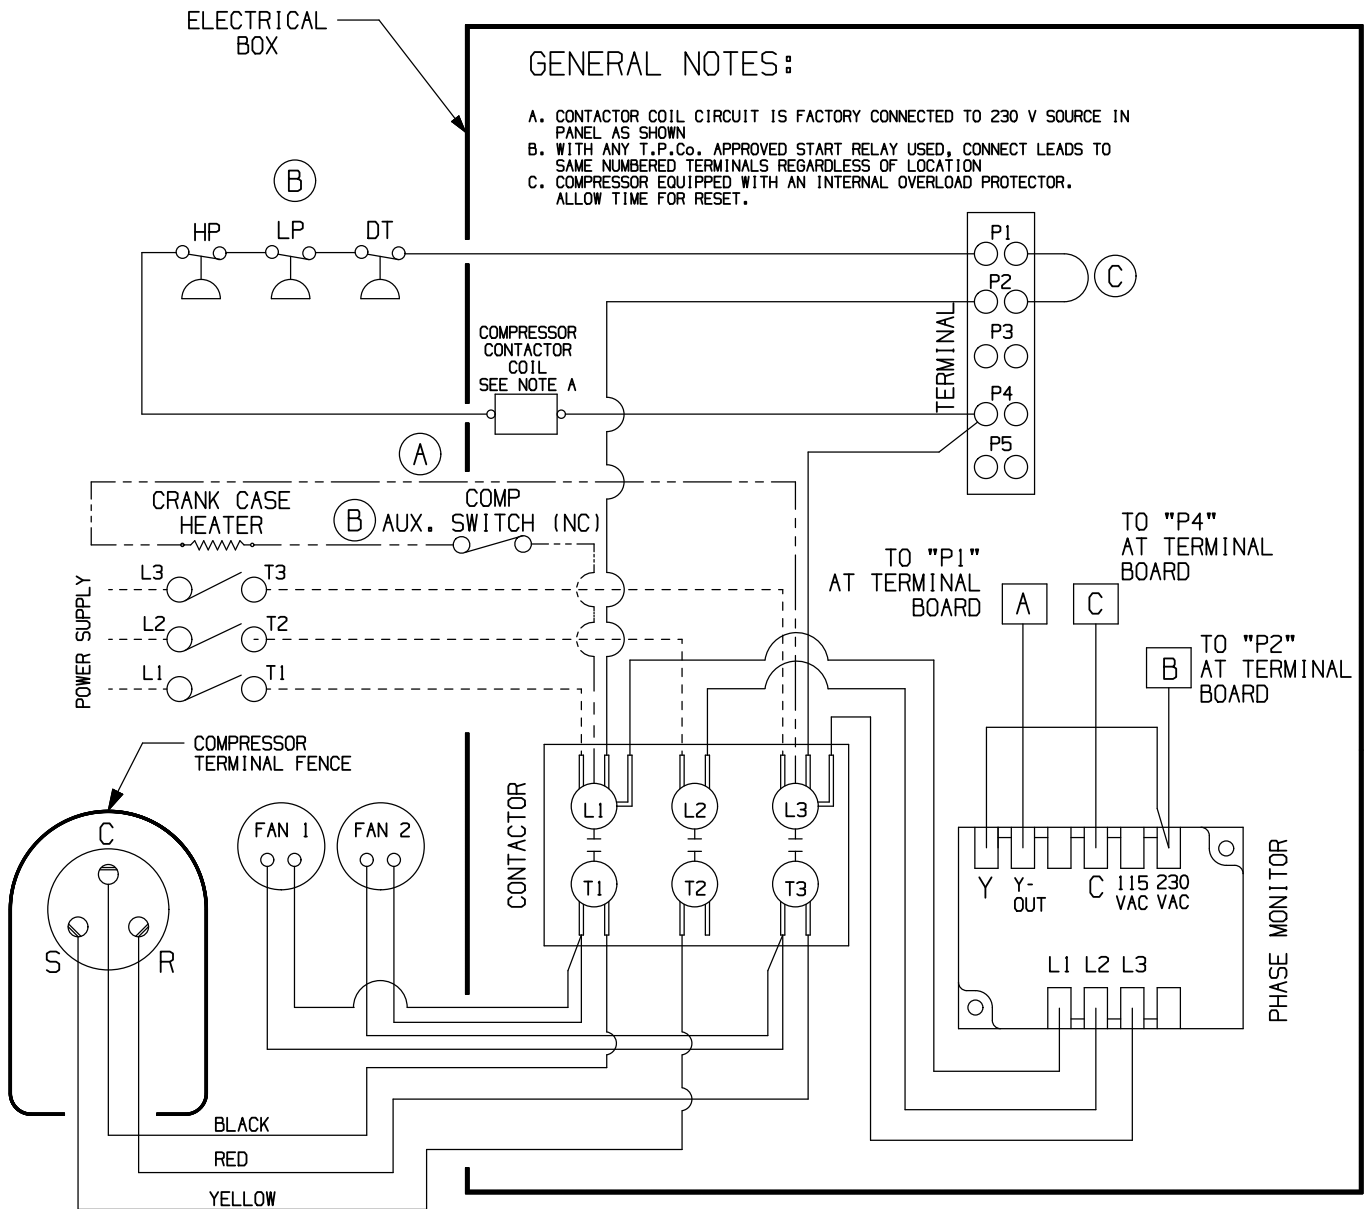 ELECTRICAL
BOX
GENERAL NOTES:
A. CONTACTOR COIL CIRCUIT IS FACTORY CONNECTED TO 230 V SOURCE IN
PANEL AS SHOWN
B. WITH ANY T.P.Co. APPROVED START RELAY USED, CONNECT LEADS TO
SAME NUMBERED TERMINALS REGARDLESS OF LOCATION
C. COMPRESSOR EQUIPPED WITH AN INTERNAL OVERLOAD PROTECTOR.
ALLOW TIME FOR RESET.
B
HP
LP
DT
P1
P2
P3
P4
P5
TERMINAL
C
COMPRESSOR
CONTACTOR
COIL
SEE NOTE A
A
CRANK CASE
HEATER
B
AUX.
COMP
SWITCH (NC)
POWER SUPPLY
L3
T3
L2
T2
L1
T1
TO "P1"
AT TERMINAL
BOARD
A
TO "P4"
AT TERMINAL
BOARD
C
TO "P2"
AT TERMINAL
BOARD
B
COMPRESSOR
TERMINAL FENCE
C
S
R
FAN 1
FAN 2
CONTACTOR
L1
L2
L3
T1
T2
T3
Y
Y-
OUT
C
115
VAC
230
VAC
L1
L2
L3
PHASE MONITOR
BLACK
RED
YELLOW